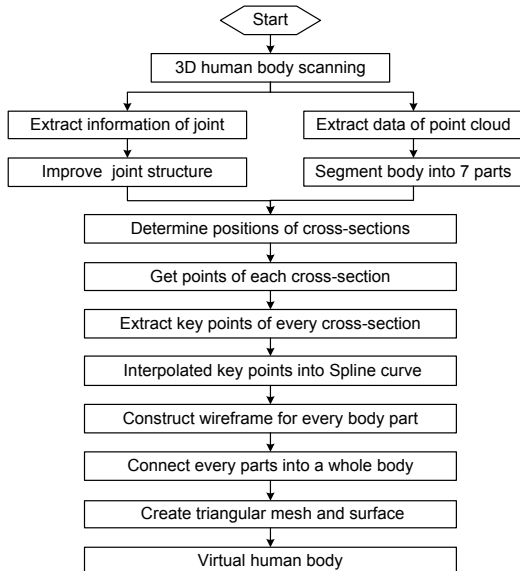 Start
3D human body scanning
Extract information of joint
Extract data of point cloud
Improve joint structure
Segment body into 7 parts
Determine positions of cross-sections
Get points of each cross-section
Extract key points of every cross-section
Interpolated key points into Spline curve
Construct wireframe for every body part
Connect every parts into a whole body
Create triangular mesh and surface
Virtual human body